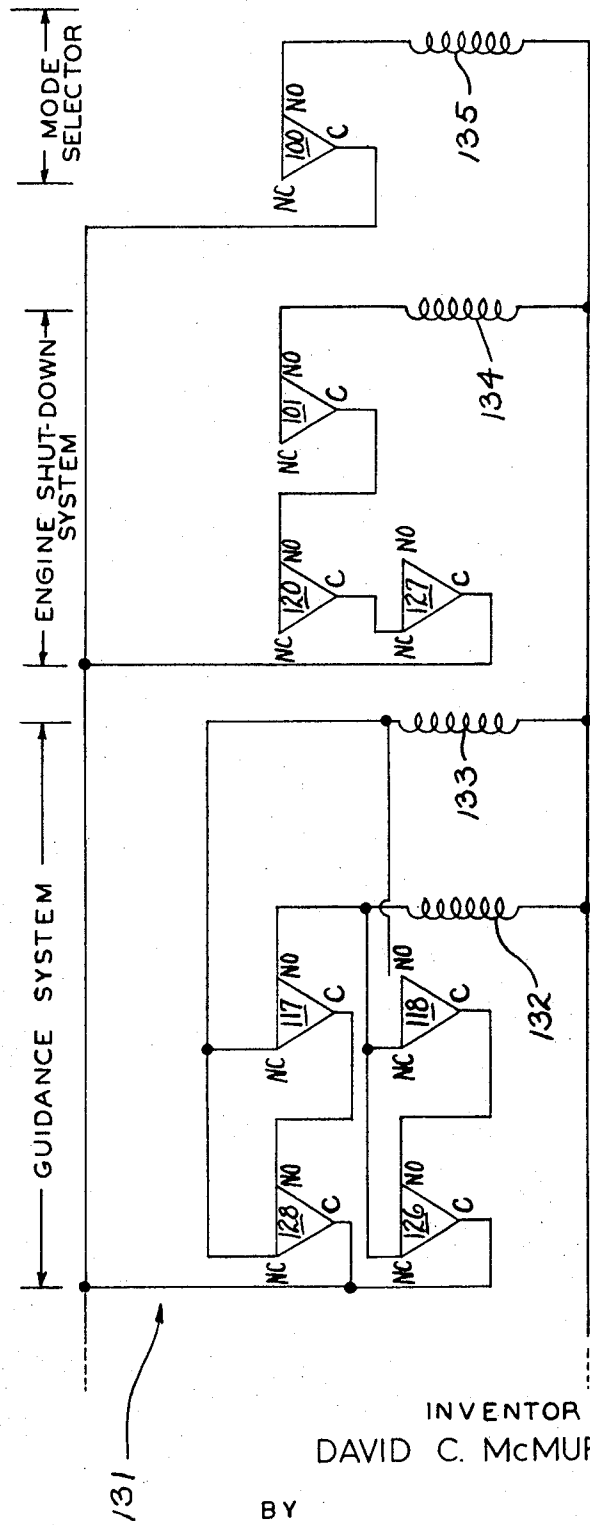 GUIDANCE SYSTEM
ENGINE SHUT-DOWN
SYSTEM
MODE
SELECTOR
NC 128 NO
C
NC 117 NO
C
NC 126 NO
C
NC 118 NO
C
NC 120 NO
C
NC 127 NO
C
NC 101 NO
C
NC 100 NO
C
131
132
133
134
135
INVENTOR
DAVID C.
BY